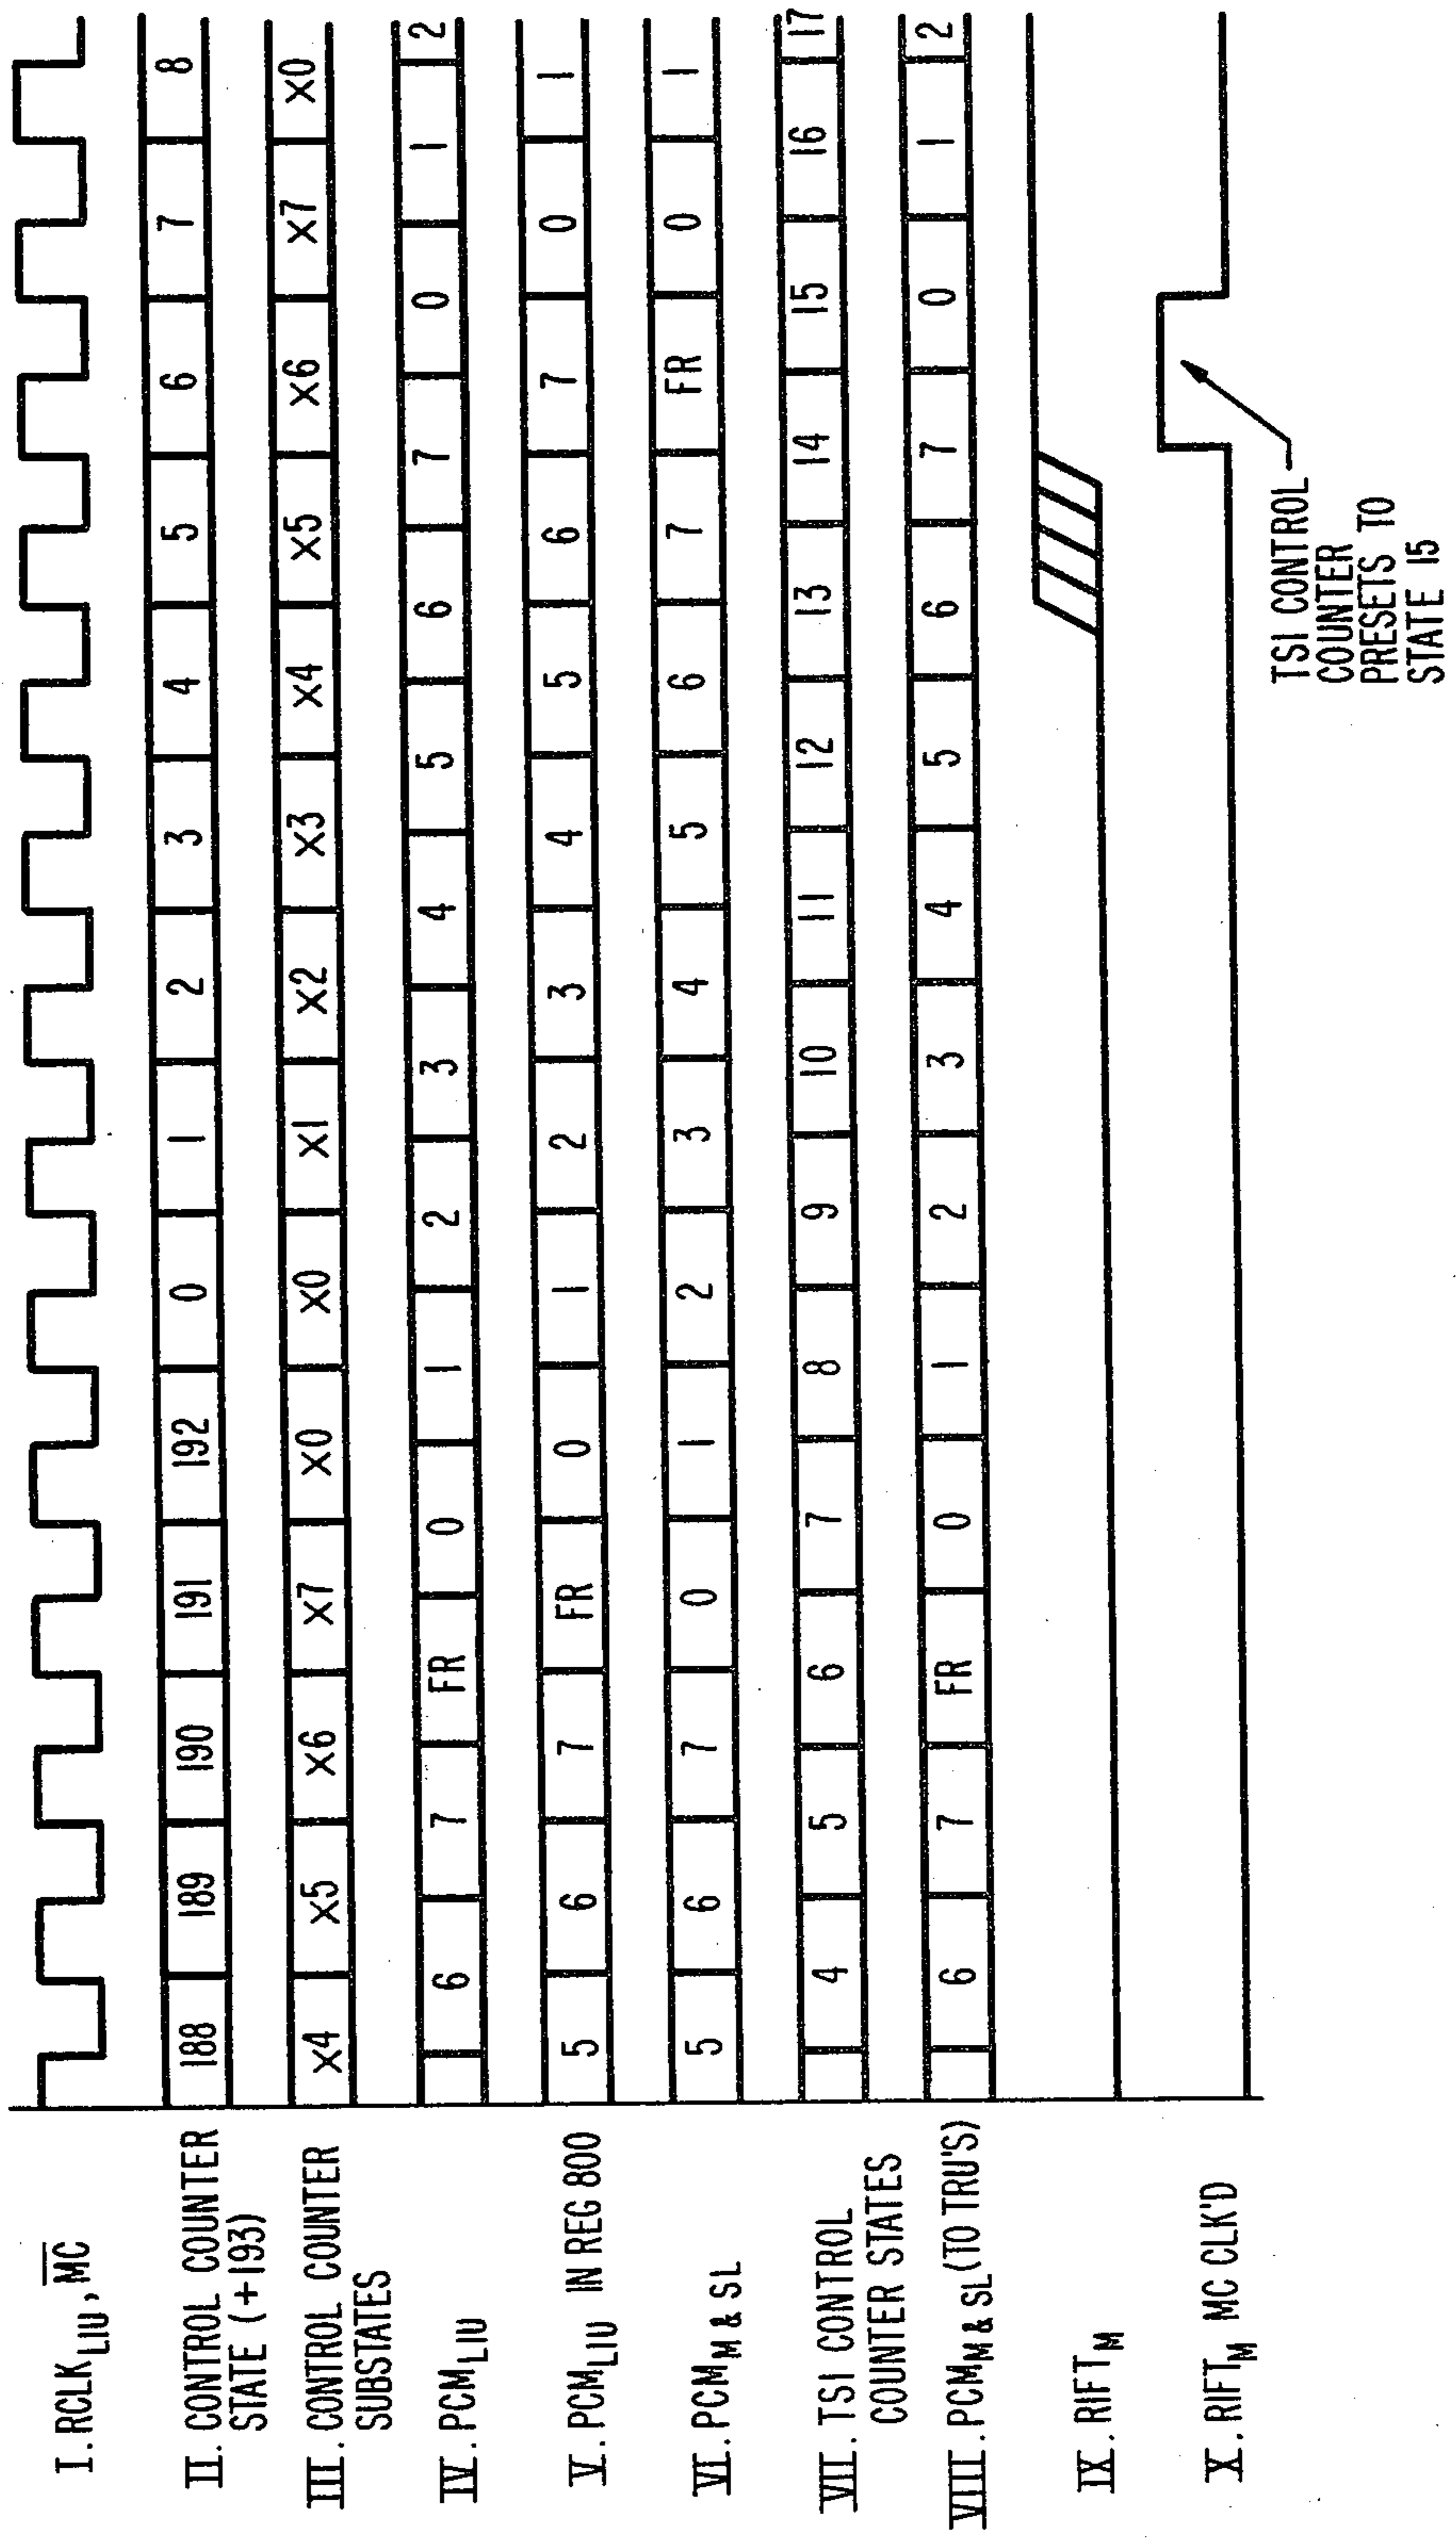 I. RCLK LIU, MC
II. CONTROL COUNTER
STATE (+193)
188 189 190 191 192 0 1 2 3 4 5 6 7 8
III. CONTROL COUNTER
SUBSTATES
X4 X5 X6 X7 X0 X0 X1 X2 X3 X4 X5 X6 X7 X0
IV. PCM LIU
6 7 FR 0 1 2 3 4 5 6 7 0 1 2
V. PCM LIU IN REG 800
5 6 7 FR 0 1 2 3 4 5 6 7 0 1
VI. PCM M & SL
5 6 7 0 1 2 3 4 5 6 7 FR 0 1
VII. TSI CONTROL
COUNTER STATES
4 5 6 7 8 9 10 11 12 13 14 15 16 17
VIII. PCM M & SL (TO TRU'S)
6 7 FR 0 1 2 3 4 5 6 7 0 1 2
IX. RIFT M
X. RIFT M MC CLK'D
TSI CONTROL
COUNTER
PRESETS TO
STATE 15